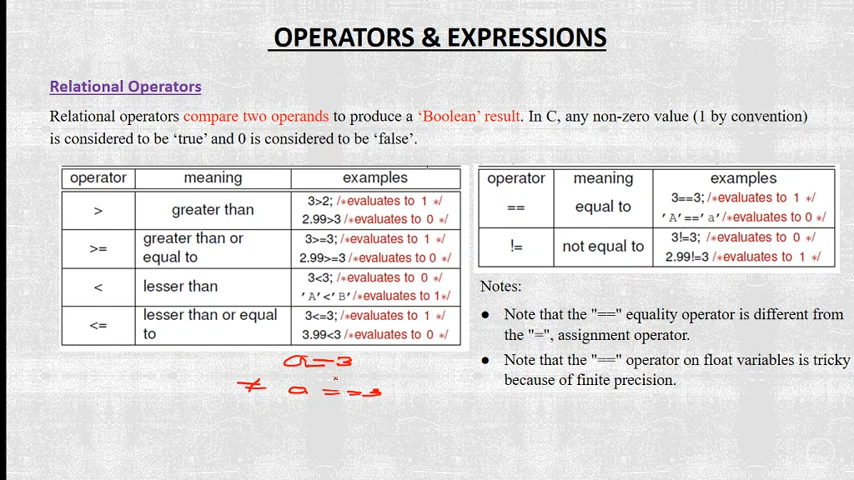 OPERATORS & EXPRESSIONS
Relational Operators
Relational operators compare two operands to produce a ‘Boolean’ result. In C, any non-zero value (1 by convention)
is considered to be ‘true’ and 0 is considered to be ‘false’.
operator meaning examples
> greater than 3>2; /*evaluates to 1 */
2.99>3 /*evaluates to 0 */
>= greater than or equal to 3>=3; /*evaluates to 1 */
2.99>=3 /*evaluates to 0 */
< lesser than 3<3; /*evaluates to 0 */
'A'<'B' /*evaluates to 1*/
<= lesser than or equal to 3<=3; /*evaluates to 1 */
3.99<3 /*evaluates to 0 */
operator meaning examples
== equal to 3==3; /*evaluates to 1 */
'A'=='a' /*evaluates to 0*/
!= not equal to 3!=3; /*evaluates to 0 */
2.99!=3 /*evaluates to 1 */
Notes:
● Note that the "==" equality operator is different from
the "=", assignment operator.
● Note that the "==" operator on float variables is tricky
because of finite precision.
a=3
≠ a ==3